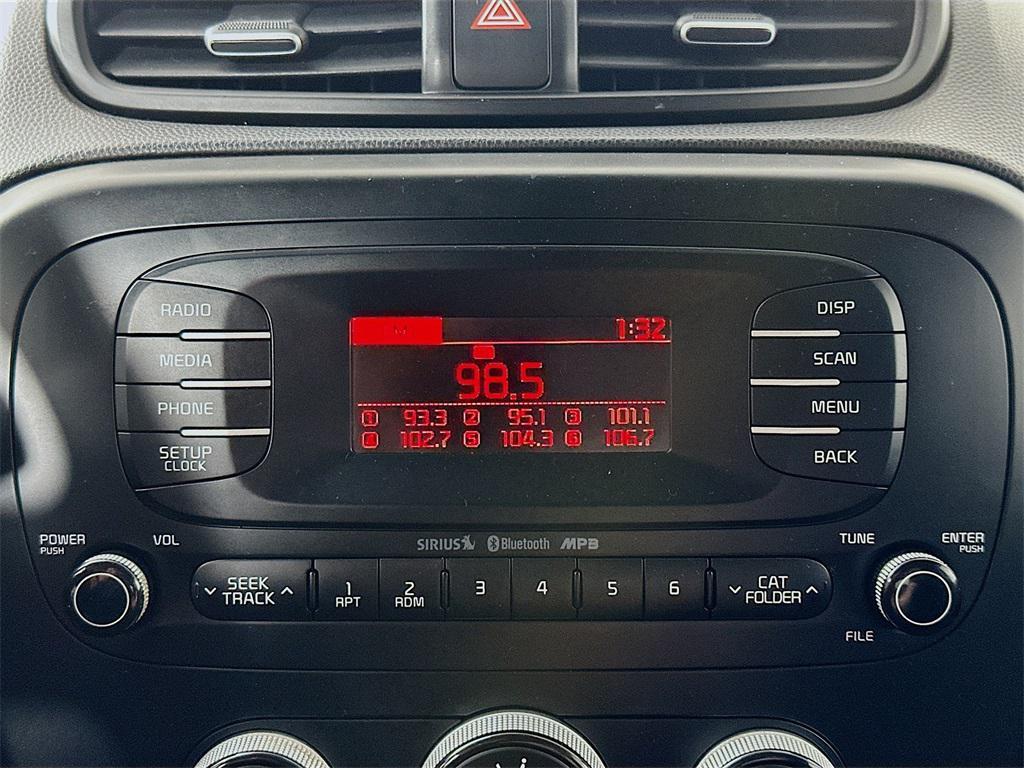 RADIO
MEDIA
PHONE
SETUP
CLOCK
1:32
98.5
1 93.3 2 95.1 3 101.1
4 102.7 5 104.3 6 106.7
DISP
SCAN
MENU
BACK
POWER
PUSH
VOL
SIRIUS Bluetooth MP3
TUNE
ENTER
PUSH
SEEK
TRACK
1
RPT
2
RDM
3
4
5
6
CAT
FOLDER
FILE